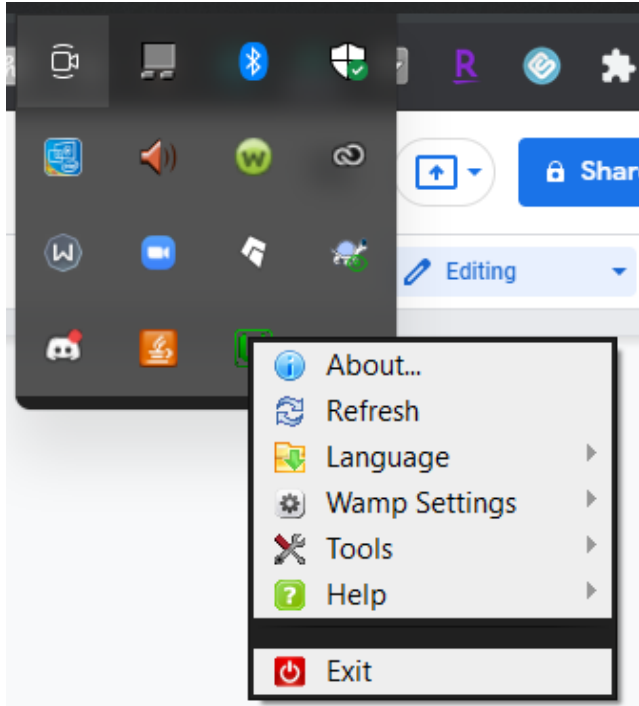 R
w
Shar
W
Editing
About...
Refresh
Language
Wamp Settings
Tools
Help
Exit